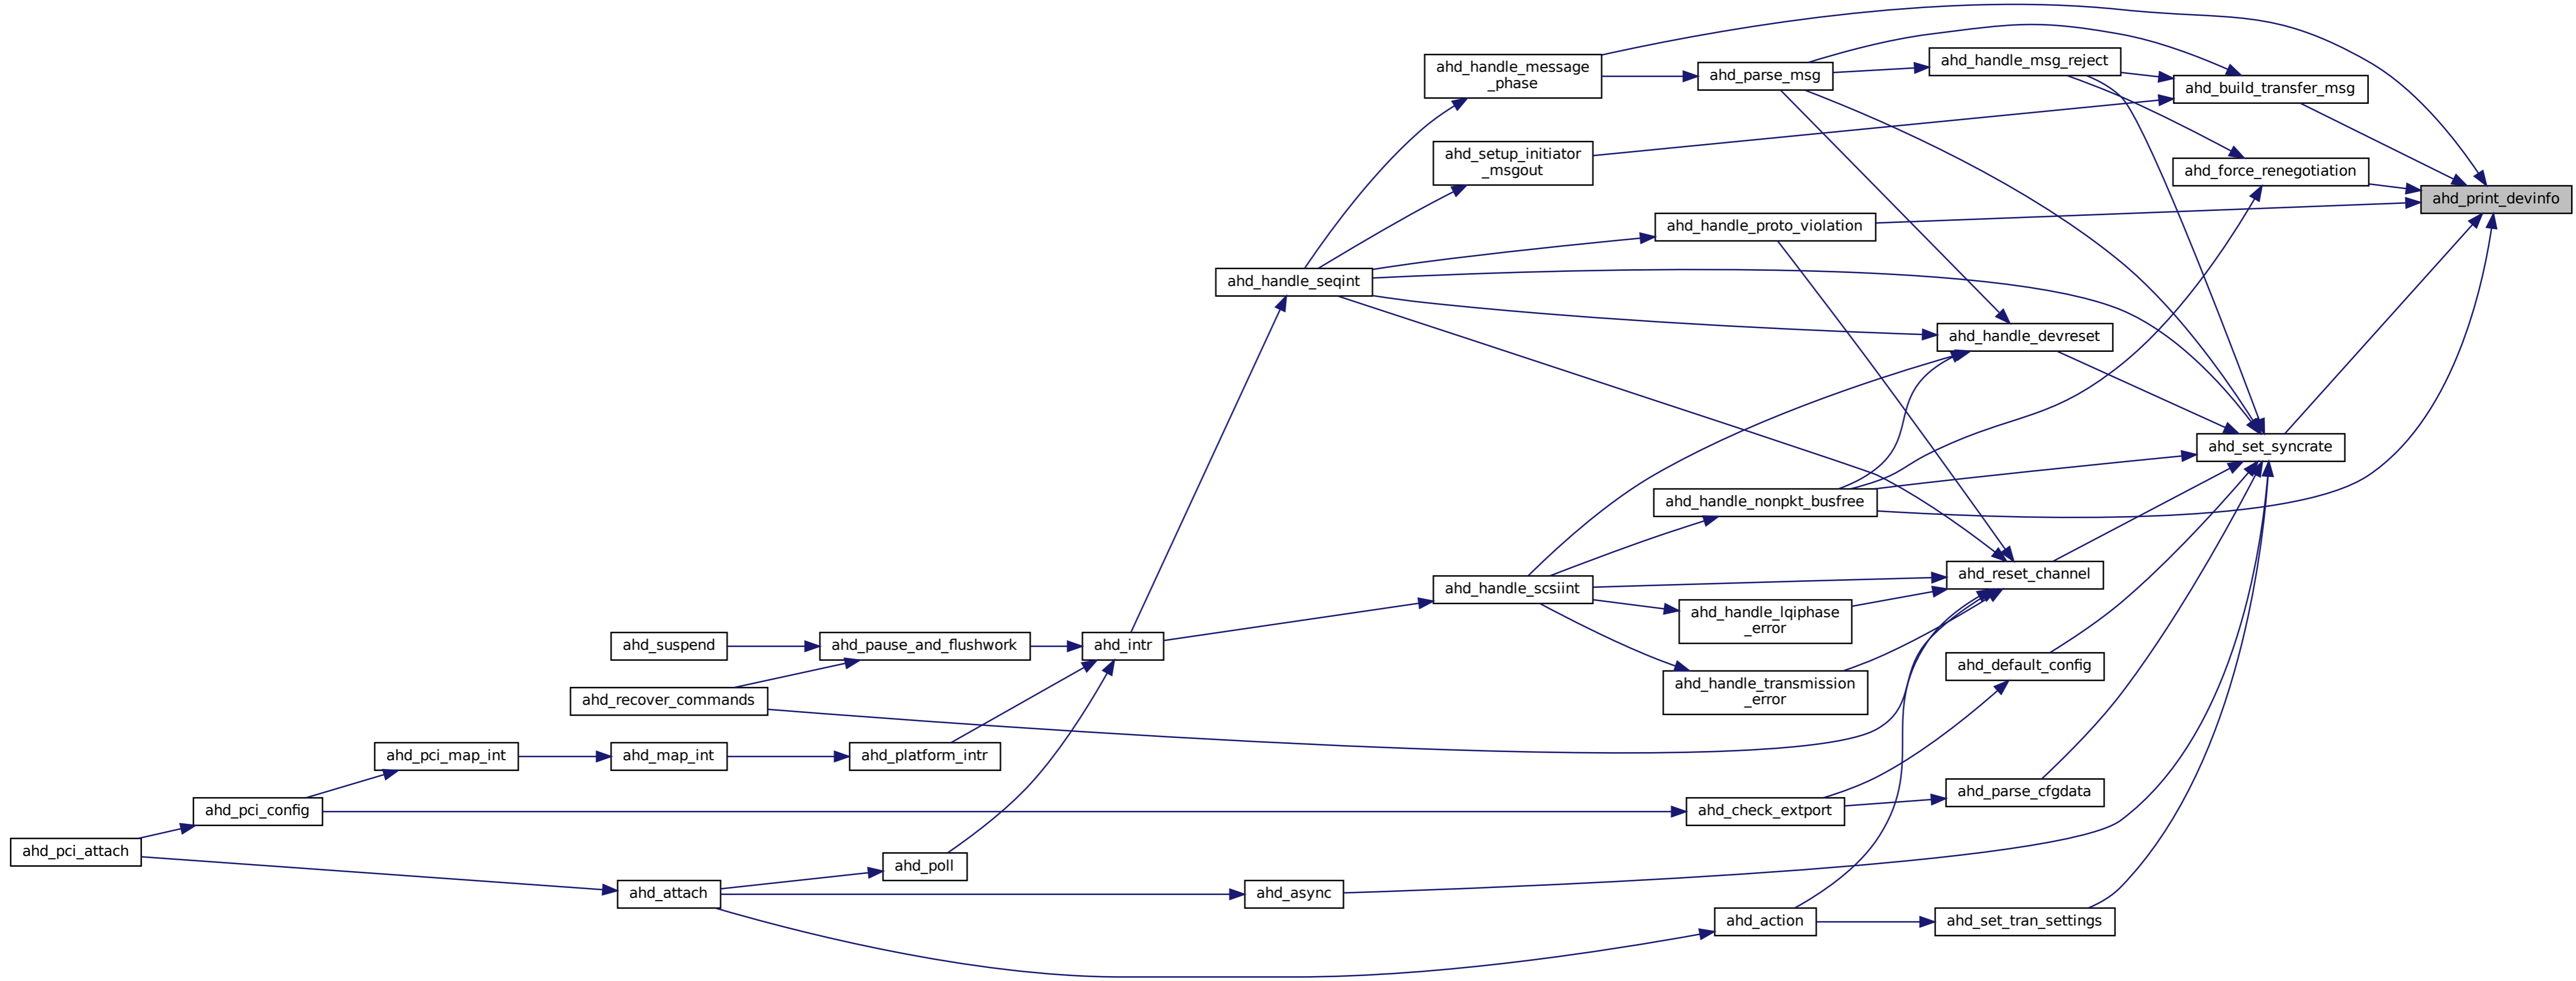 ahd_handle_message
_phase
ahd_parse_msg
ahd_handle_msg_reject
ahd_build_transfer_msg
ahd_setup_initiator
_msgout
ahd_force_renegotiation
ahd_print_devinfo
ahd_handle_proto_violation
ahd_handle_seqint
ahd_handle_devreset
ahd_set_syncrate
ahd_handle_nonpkt_busfree
ahd_reset_channel
ahd_handle_scsiint
ahd_handle_lqiphase
_error
ahd_suspend
ahd_pause_and_flushwork
ahd_intr
ahd_default_config
ahd_handle_transmission
_error
ahd_recover_commands
ahd_pci_map_int
ahd_map_int
ahd_platform_intr
ahd_parse_cfgdata
ahd_pci_config
ahd_check_extport
ahd_pci_attach
ahd_poll
ahd_attach
ahd_async
ahd_action
ahd_set_tran_settings